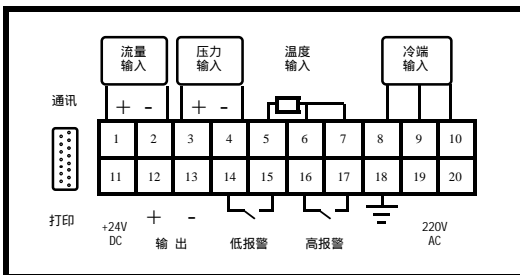 流量
输入
压力
输入
温度
输入
冷端
输入
通讯
+ - + -
1 2 3 4 5 6 7 8 9 10
11 12 13 14 15 16 17 18 19 20
打印
+24V
DC
+ -
输 出
低报警
高报警
220V
AC